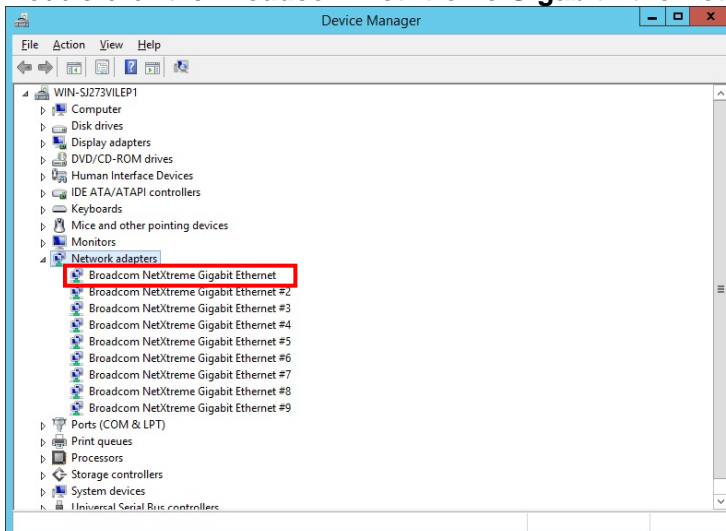 Device Manager
File Action View Help
WIN-SJ273VILEP1
Computer
Disk drives
Display adapters
DVD/CD-ROM drives
Human Interface Devices
IDE ATA/ATAPI controllers
Keyboards
Mice and other pointing devices
Monitors
Network adapters
Broadcom NetXtreme Gigabit Ethernet
Broadcom NetXtreme Gigabit Ethernet #2
Broadcom NetXtreme Gigabit Ethernet #3
Broadcom NetXtreme Gigabit Ethernet #4
Broadcom NetXtreme Gigabit Ethernet #5
Broadcom NetXtreme Gigabit Ethernet #6
Broadcom NetXtreme Gigabit Ethernet #7
Broadcom NetXtreme Gigabit Ethernet #8
Broadcom NetXtreme Gigabit Ethernet #9
Ports (COM & LPT)
Print queues
Processors
Storage controllers
System devices
Universal Serial Bus controllers